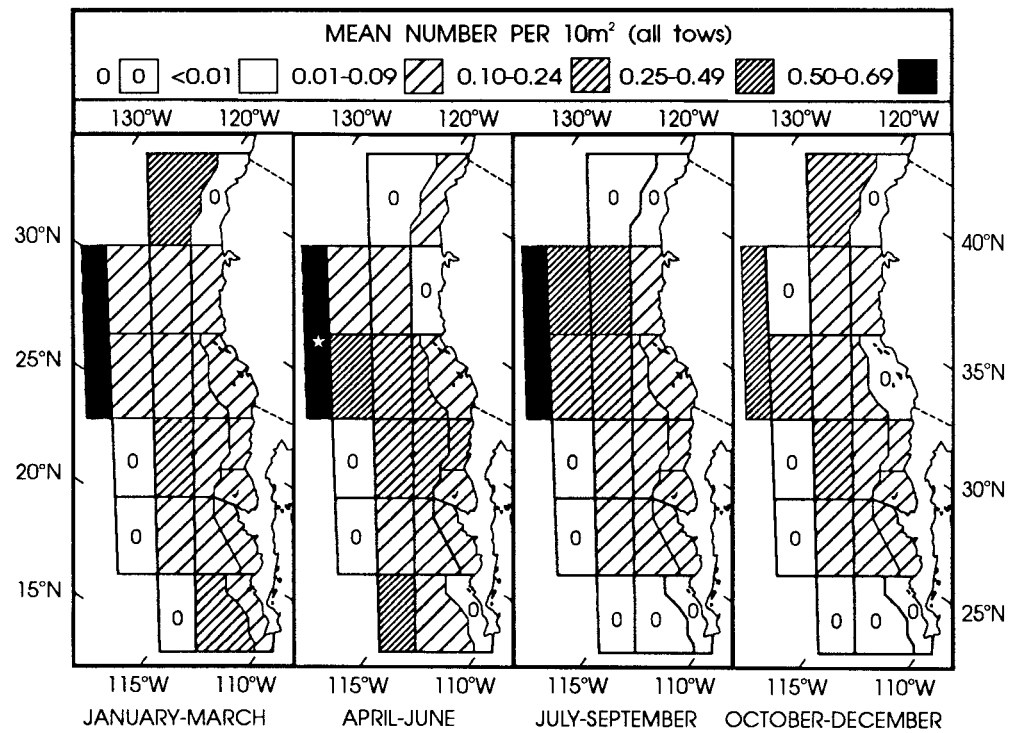 MEAN NUMBER PER 10m² (all tows)
0 0 <0.01 0.01-0.09 0.10-0.24 0.25-0.49 0.50-0.69
130°W 120°W 130°W 120°W 130°W 120°W 130°W 120°W
0 0 0 0 0
30°N 40°N
0 0
25°N 35°N
0
20°N 0 0 0 0 30°N
0 0 0 0
15°N 0 0 0 0 0 0 0 0 25°N
115°W 110°W 115°W 110°W 115°W 110°W 115°W 110°W
JANUARY-MARCH APRIL-JUNE JULY-SEPTEMBER OCTOBER-DECEMBER